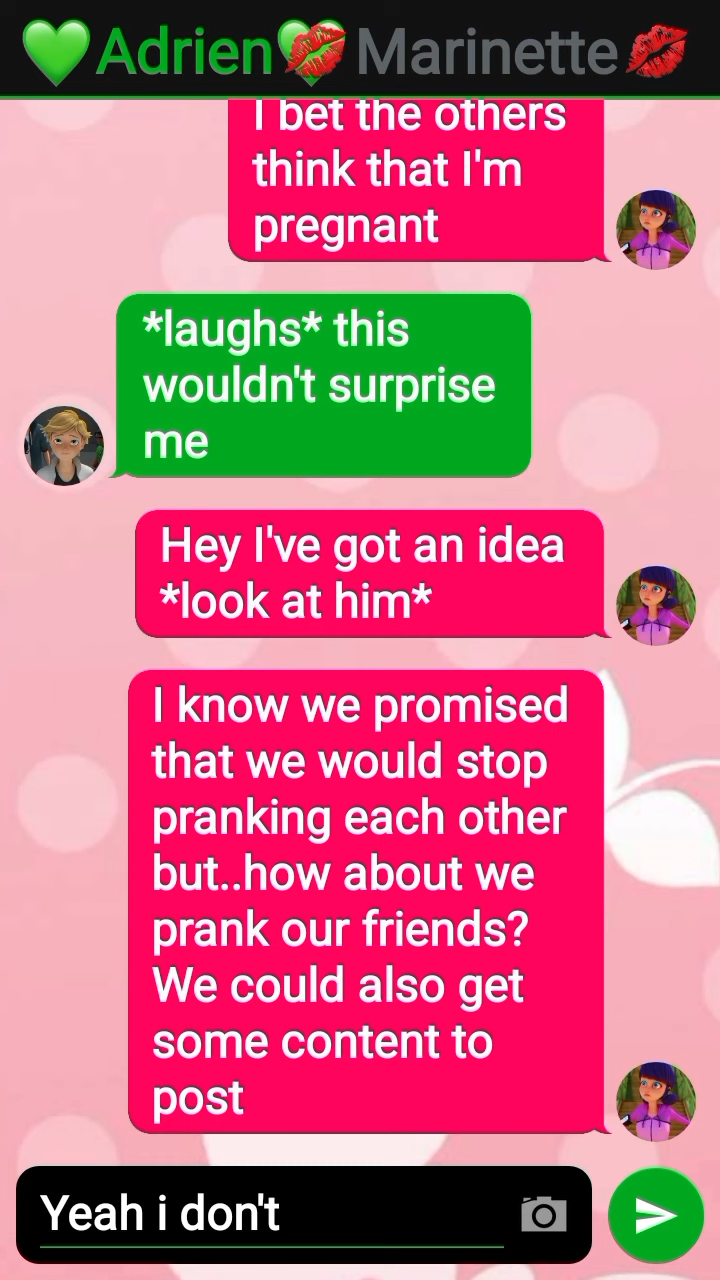 💚Adrien💚💋Marinette💋
I bet the others
think that I'm
pregnant
*laughs* this
wouldn't surprise
me
Hey I've got an idea
*look at him*
I know we promised
that we would stop
pranking each other
but..how about we
prank our friends?
We could also get
some content to
post
Yeah i don't